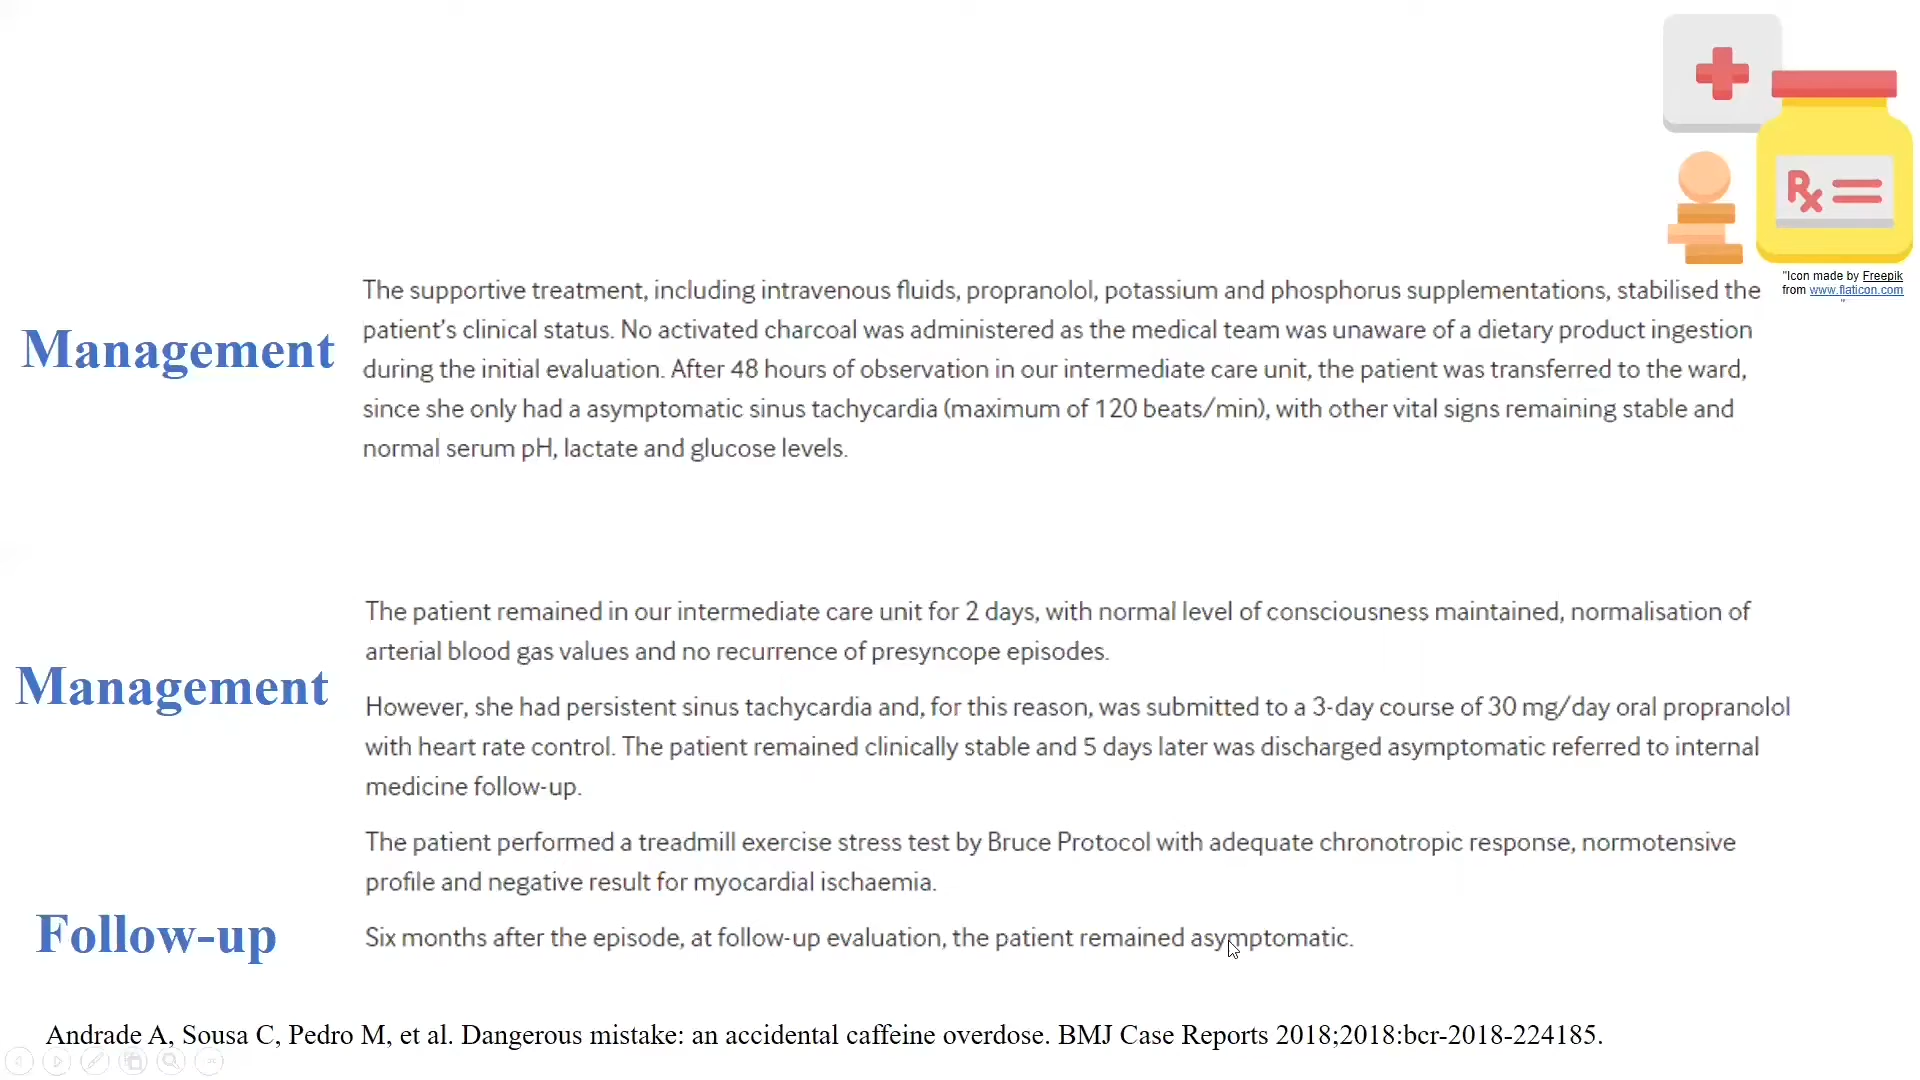 Rx
"Icon made by Freepik
from www.flaticon.com
"
Management
The supportive treatment, including intravenous fluids, propranolol, potassium and phosphorus supplementations, stabilised the
patient's clinical status. No activated charcoal was administered as the medical team was unaware of a dietary product ingestion
during the initial evaluation. After 48 hours of observation in our intermediate care unit, the patient was transferred to the ward,
since she only had a asymptomatic sinus tachycardia (maximum of 120 beats/min), with other vital signs remaining stable and
normal serum pH, lactate and glucose levels.
Management
The patient remained in our intermediate care unit for 2 days, with normal level of consciousness maintained, normalisation of
arterial blood gas values and no recurrence of presyncope episodes.
However, she had persistent sinus tachycardia and, for this reason, was submitted to a 3-day course of 30 mg/day oral propranolol
with heart rate control. The patient remained clinically stable and 5 days later was discharged asymptomatic referred to internal
medicine follow-up.
The patient performed a treadmill exercise stress test by Bruce Protocol with adequate chronotropic response, normotensive
profile and negative result for myocardial ischaemia.
Follow-up
Six months after the episode, at follow-up evaluation, the patient remained asymptomatic.
Andrade A, Sousa C, Pedro M, et al. Dangerous mistake: an accidental caffeine overdose. BMJ Case Reports 2018;2018:bcr-2018-224185.